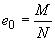 e₀ = M/N